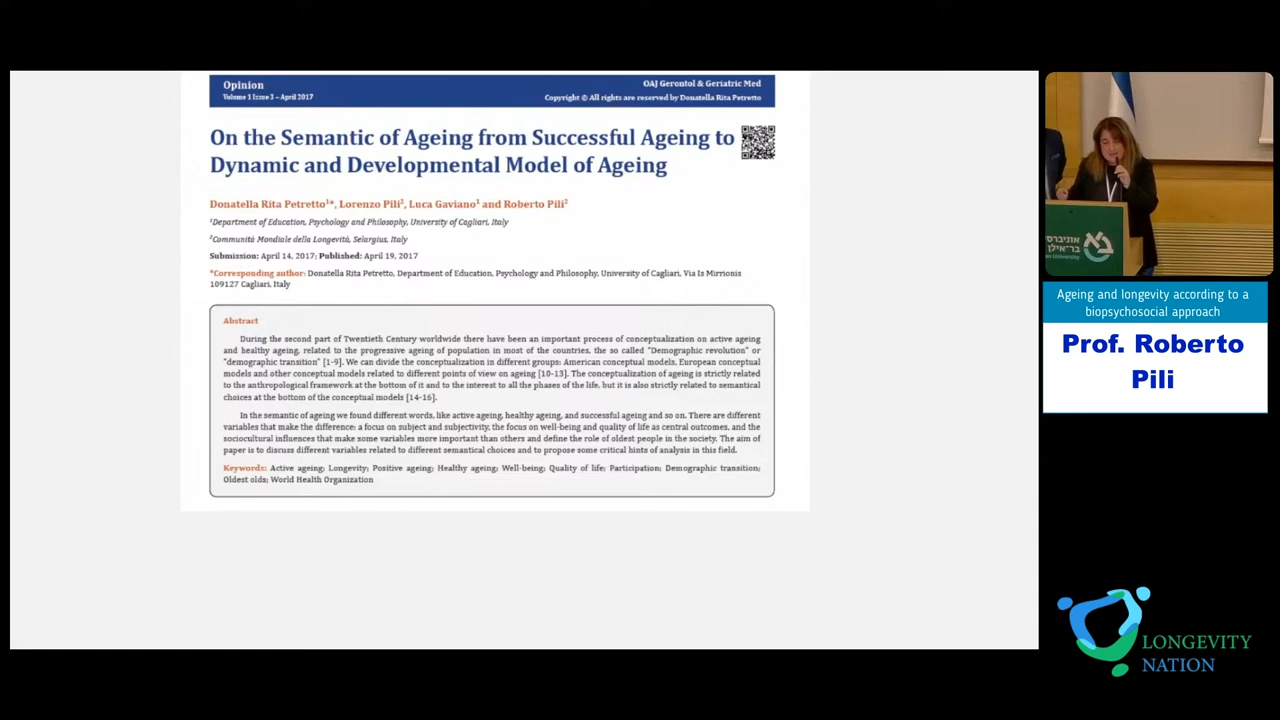 Opinion
Volume 1 Issue 3 – April 2017
OAJ Gerontol & Geriatric Med
Copyright © All rights are reserved by Donatella Rita Petretto
On the Semantic of Ageing from Successful Ageing to
Dynamic and Developmental Model of Ageing
Donatella Rita Petretto1*, Lorenzo Pili2, Luca Gaviano1 and Roberto Pili2
1Department of Education, Psychology and Philosophy, University of Cagliari, Italy
2Communità Mondiale della Longevità, Selargius, Italy
Submission: April 14, 2017; Published: April 19, 2017
*Corresponding author: Donatella Rita Petretto, Department of Education, Psychology and Philosophy, University of Cagliari, Via Is Mirrionis
109127 Cagliari, Italy
Abstract
During the second part of Twentieth Century worldwide there have been an important process of conceptualization on active ageing
and healthy ageing, related to the progressive ageing of population in most of the countries, the so called “Demographic revolution” or
“demographic transition” [1-9]. We can divide the conceptualization in different groups: American conceptual models, European conceptual
models and other conceptual models related to different points of view on ageing [10-13]. The conceptualization of ageing is strictly related
to the anthropological framework at the bottom of it and to the interest to all the phases of the life, but it is also strictly related to semantical
choices at the bottom of the conceptual models [14-16].
In the semantic of ageing we found different words, like active ageing, healthy ageing, and successful ageing and so on. There are different
variables that make the difference: a focus on subject and subjectivity, the focus on well-being and quality of life as central outcomes, and the
sociocultural influences that make some variables more important than others and define the role of oldest people in the society. The aim of
paper is to discuss different variables related to different semantical choices and to propose some critical hints of analysis in this field.
Keywords: Active ageing; Longevity; Positive ageing; Healthy ageing; Well-being; Quality of life; Participation; Demographic transition;
Oldest olds; World Health Organization
אוניברסי
בר־אילן
an University
Ageing and longevity according to a
biopsychosocial approach
Prof. Roberto
Pili
LONGEVITY
NATION